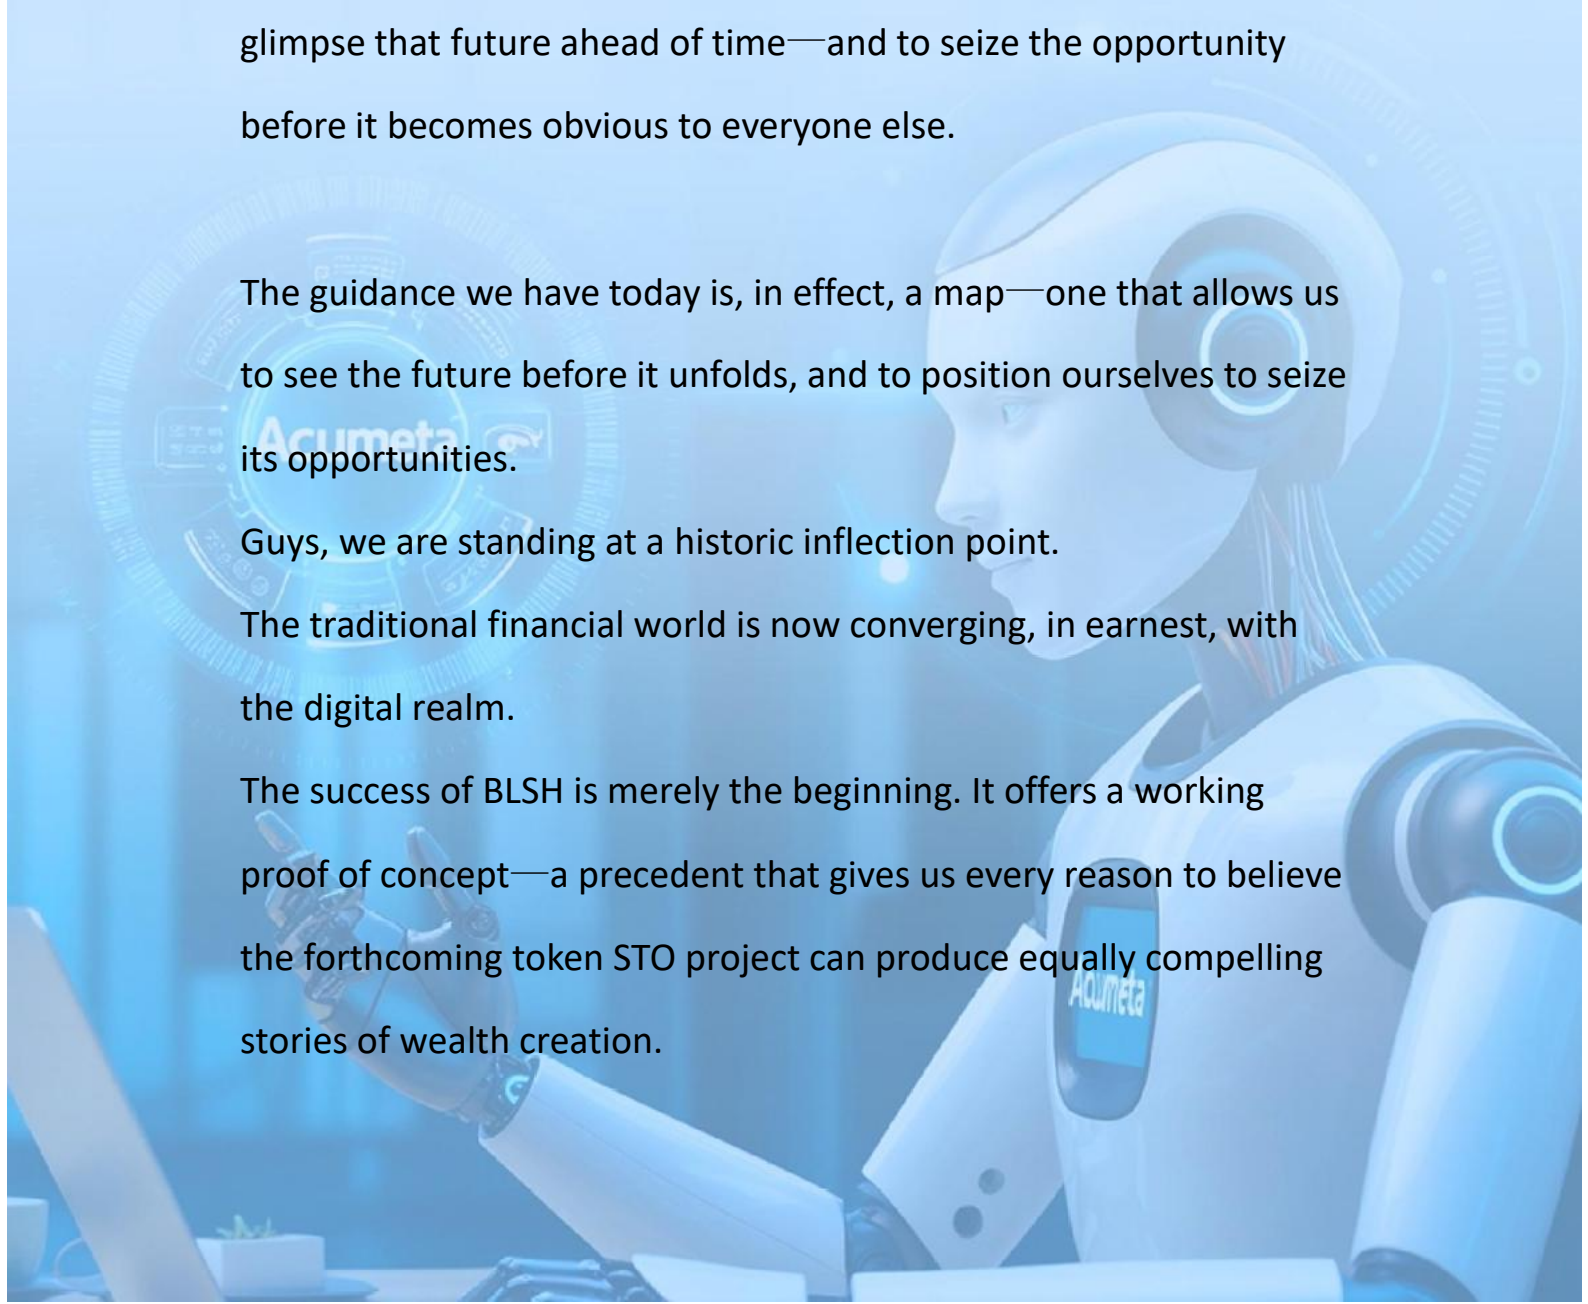 glimpse that future ahead of time—and to seize the opportunity
before it becomes obvious to everyone else.
The guidance we have today is, in effect, a map—one that allows us
to see the future before it unfolds, and to position ourselves to seize
Acumeta
its opportunities.
Guys, we are standing at a historic inflection point.
The traditional financial world is now converging, in earnest, with
the digital realm.
The success of BLSH is merely the beginning. It offers a working
proof of concept—a precedent that gives us every reason to believe
the forthcoming token STO project can produce equally compelling
Acumeta
stories of wealth creation.